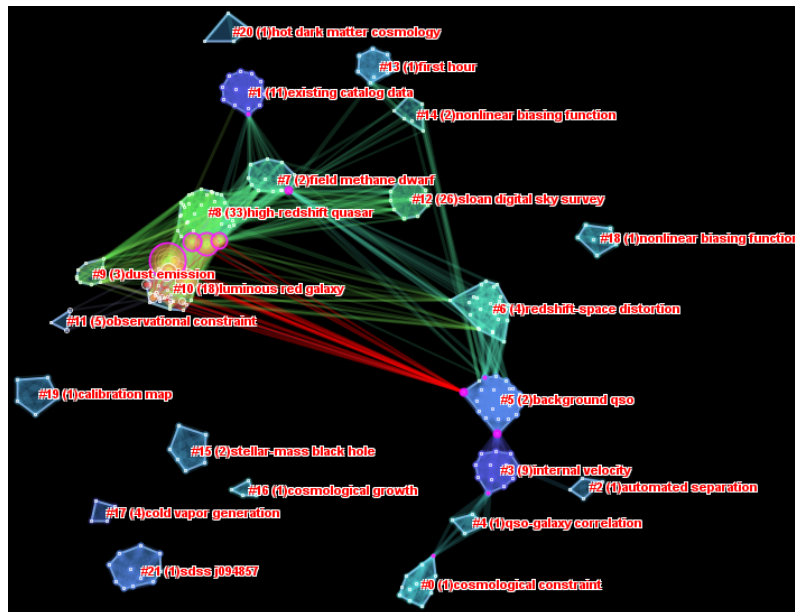 #20 (1)hot dark matter cosmology
#13 (1)first hour
#1 (11)existing catalog data
#14 (2)nonlinear biasing function
#7 (2)field methane dwarf
#12 (26)sloan digital sky survey
#8 (33)high-redshift quasar
#18 (1)nonlinear biasing function
#9 (3)dust emission
#10 (18)luminous red galaxy
#6 (4)redshift-space distortion
#11 (5)observational constraint
#19 (1)calibration map
#5 (2)background qso
#15 (2)stellar-mass black hole
#3 (9)internal velocity
#16 (1)cosmological growth
#2 (1)automated separation
#17 (4)cold vapor generation
#4 (1)qso-galaxy correlation
#21 (1)sdss j094857
#0 (1)cosmological constraint